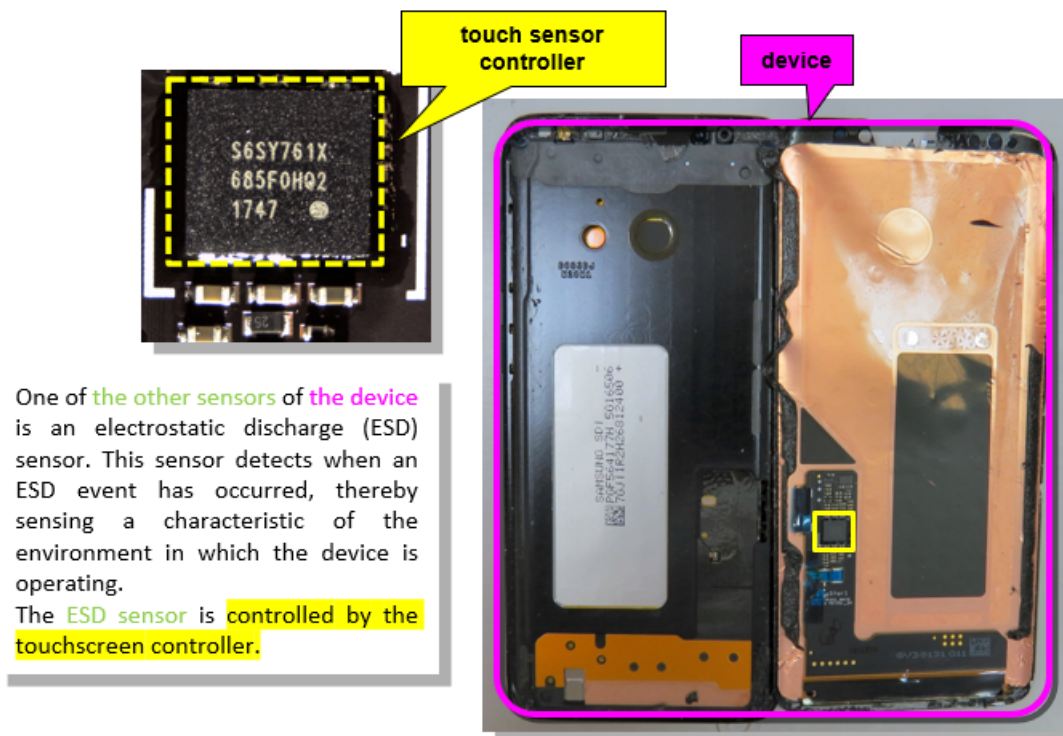 touch sensor
controller
device
S6SY761X
685F0HQ2
1747
One of the other sensors of the device
is an electrostatic discharge (ESD)
sensor. This sensor detects when an
ESD event has occurred, thereby
sensing a characteristic of the
environment in which the device is
operating.
The ESD sensor is controlled by the
touchscreen controller.
SAMSUNG SDI
25